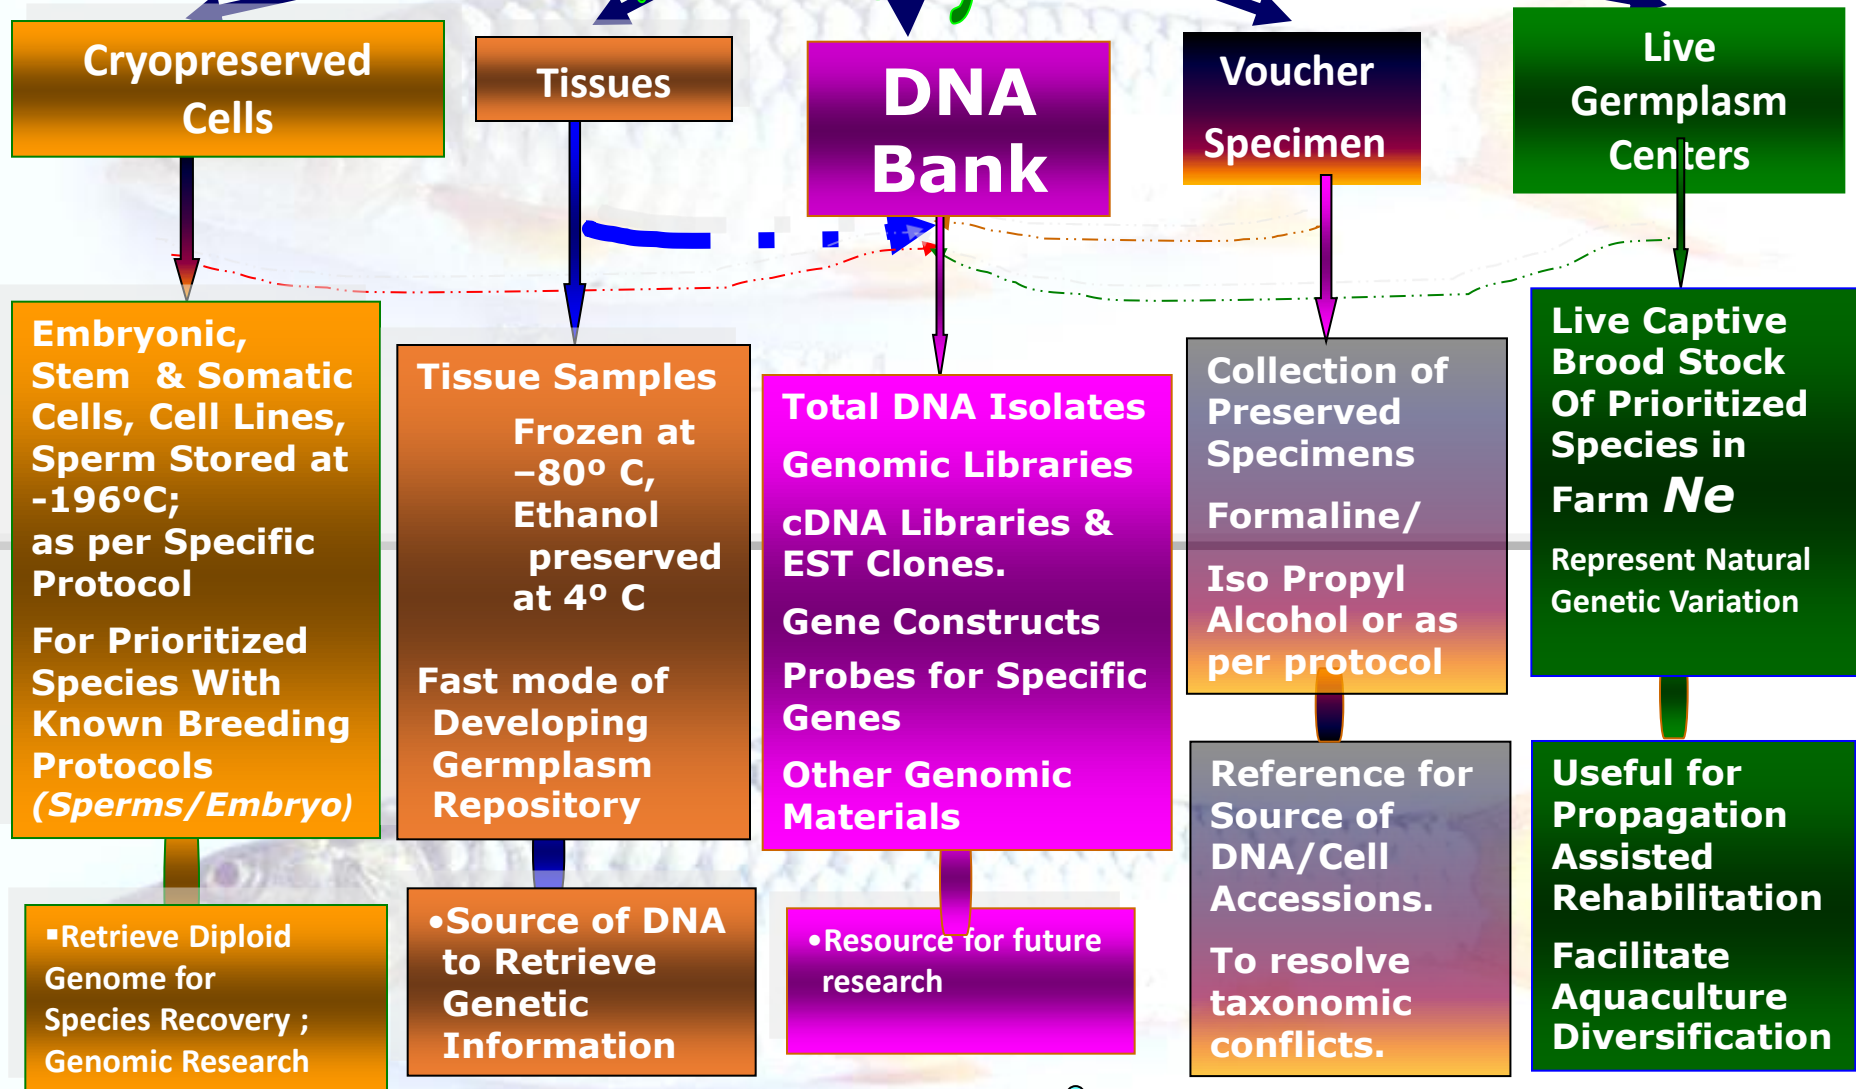 Cryopreserved
Cells
Tissues
DNA
Bank
Voucher
Specimen
Live
Germplasm
Centers
Embryonic,
Stem & Somatic
Cells, Cell Lines,
Sperm Stored at
-196ºC;
as per Specific
Protocol
For Prioritized
Species With
Known Breeding
Protocols
(Sperms/Embryo)
Tissue Samples
Frozen at
–80º C,
Ethanol
preserved
at 4º C
Fast mode of
Developing
Germplasm
Repository
Total DNA Isolates
Genomic Libraries
cDNA Libraries &
EST Clones.
Gene Constructs
Probes for Specific
Genes
Other Genomic
Materials
Collection of
Preserved
Specimens
Formaline/
Iso Propyl
Alcohol or as
per protocol
Live Captive
Brood Stock
Of Prioritized
Species in
Farm Ne
Represent Natural
Genetic Variation
▪Retrieve Diploid
Genome for
Species Recovery ;
Genomic Research
•Source of DNA
to Retrieve
Genetic
Information
•Resource for future
research
Reference for
Source of
DNA/Cell
Accessions.
To resolve
taxonomic
conflicts.
Useful for
Propagation
Assisted
Rehabilitation
Facilitate
Aquaculture
Diversification